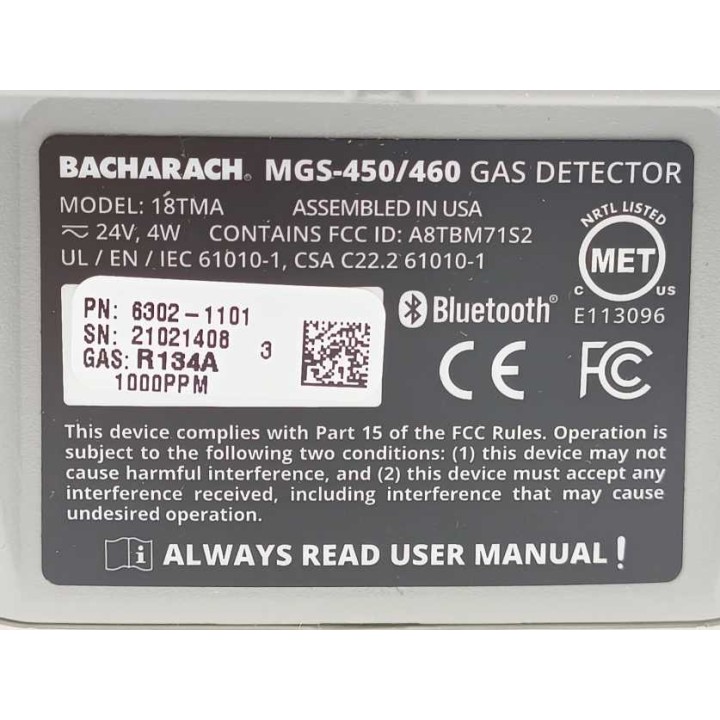 BACHARACH® MGS-450/460 GAS DETECTOR
MODEL: 18TMA ASSEMBLED IN USA
⏦ 24V, 4W CONTAINS FCC ID: A8TBM71S2
UL / EN / IEC 61010-1, CSA C22.2 61010-1
NRTL LISTED
MET
C US
E113096
PN: 6302-1101
SN: 21021408
3
GAS: R134A
1000PPM
Bluetooth®
CE FC
This device complies with Part 15 of the FCC Rules. Operation is
subject to the following two conditions: (1) this device may not
cause harmful interference, and (2) this device must accept any
interference received, including interference that may cause
undesired operation.
i ALWAYS READ USER MANUAL!